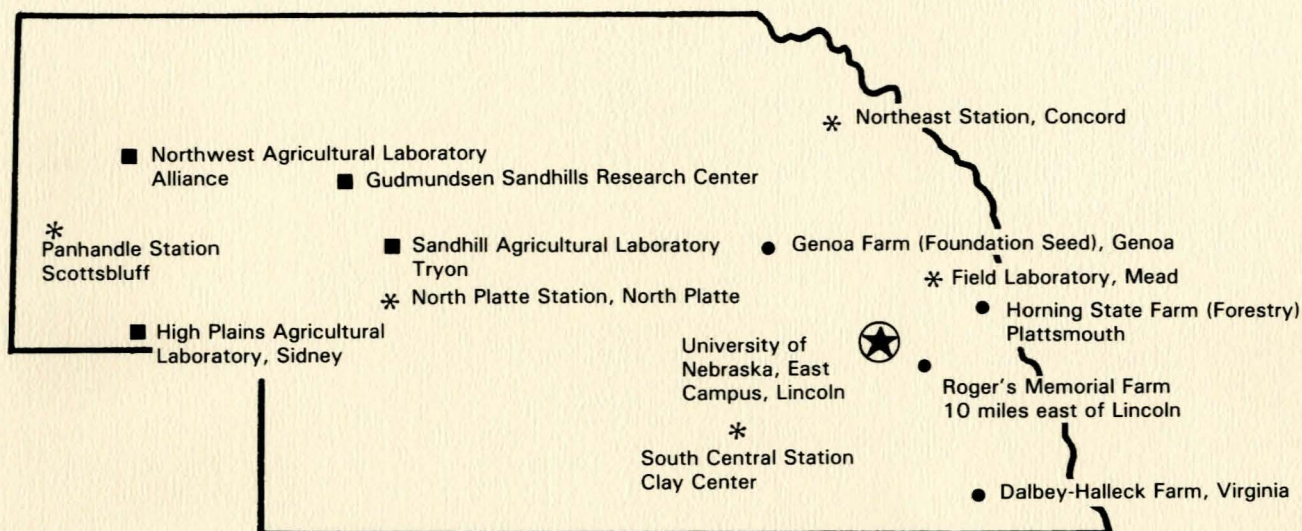 Northeast Station, Concord
Northwest Agricultural Laboratory
Alliance
Gudmundsen Sandhills Research Center
Panhandle Station
Scottsbluff
Sandhill Agricultural Laboratory
Tryon
Genoa Farm (Foundation Seed), Genoa
Field Laboratory, Mead
North Platte Station, North Platte
Horning State Farm (Forestry)
Plattsmouth
High Plains Agricultural
Laboratory, Sidney
University of
Nebraska, East
Campus, Lincoln
Roger's Memorial Farm
10 miles east of Lincoln
South Central Station
Clay Center
Dalbey-Halleck Farm, Virginia